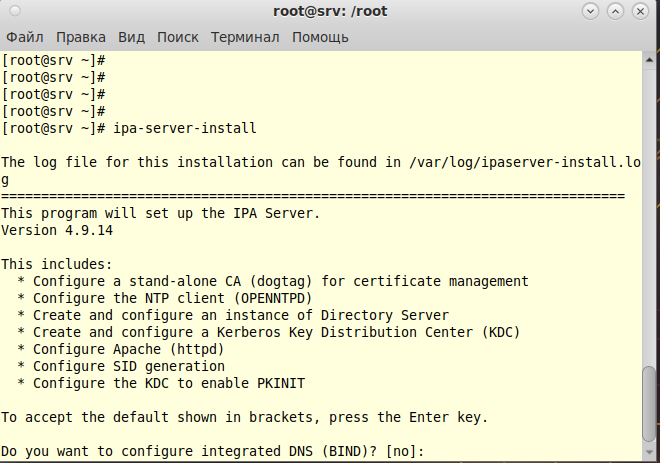 root@srv: /root
Файл Правка Вид Поиск Терминал Помощь
[root@srv ~]#
[root@srv ~]#
[root@srv ~]#
[root@srv ~]#
[root@srv ~]# ipa-server-install
The log file for this installation can be found in /var/log/ipaserver-install.lo
g
==============================================================================
This program will set up the IPA Server.
Version 4.9.14
This includes:
* Configure a stand-alone CA (dogtag) for certificate management
* Configure the NTP client (OPENNTPD)
* Create and configure an instance of Directory Server
* Create and configure a Kerberos Key Distribution Center (KDC)
* Configure Apache (httpd)
* Configure SID generation
* Configure the KDC to enable PKINIT
To accept the default shown in brackets, press the Enter key.
Do you want to configure integrated DNS (BIND)? [no]: